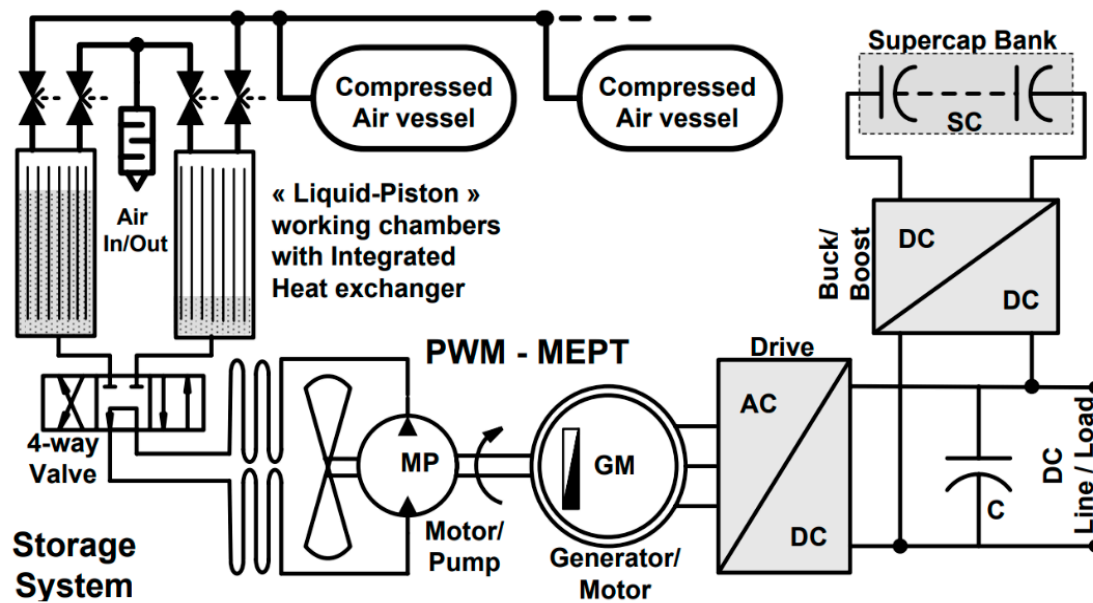 Compressed
Air vessel
Compressed
Air vessel
Supercap Bank
SC
Air
In/Out
« Liquid-Piston »
working chambers
with Integrated
Heat exchanger
Buck/
Boost
DC
DC
4-way
Valve
PWM - MEPT
MP
Motor/
Pump
GM
Generator/
Motor
Drive
AC
DC
C
DC
Line / Load
Storage
System